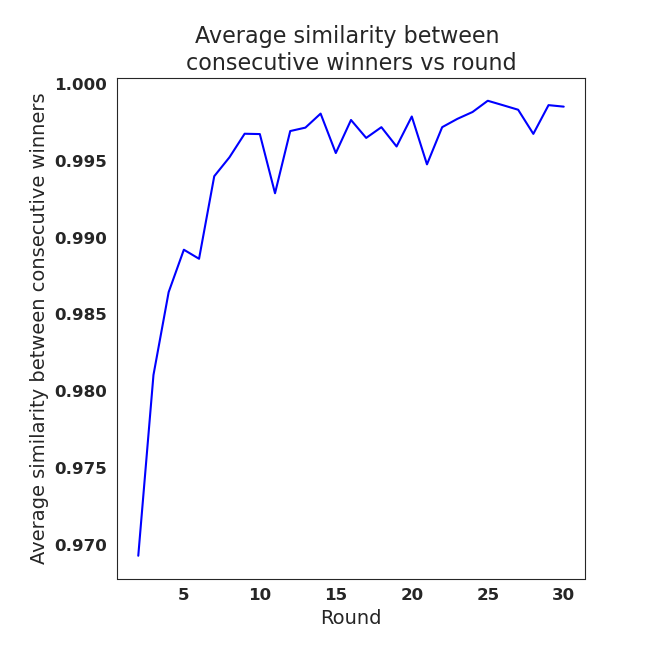 Average similarity between
consecutive winners vs round
Average similarity between consecutive winners
1.000
0.995
0.990
0.985
0.980
0.975
0.970
5 10 15 20 25 30
Round